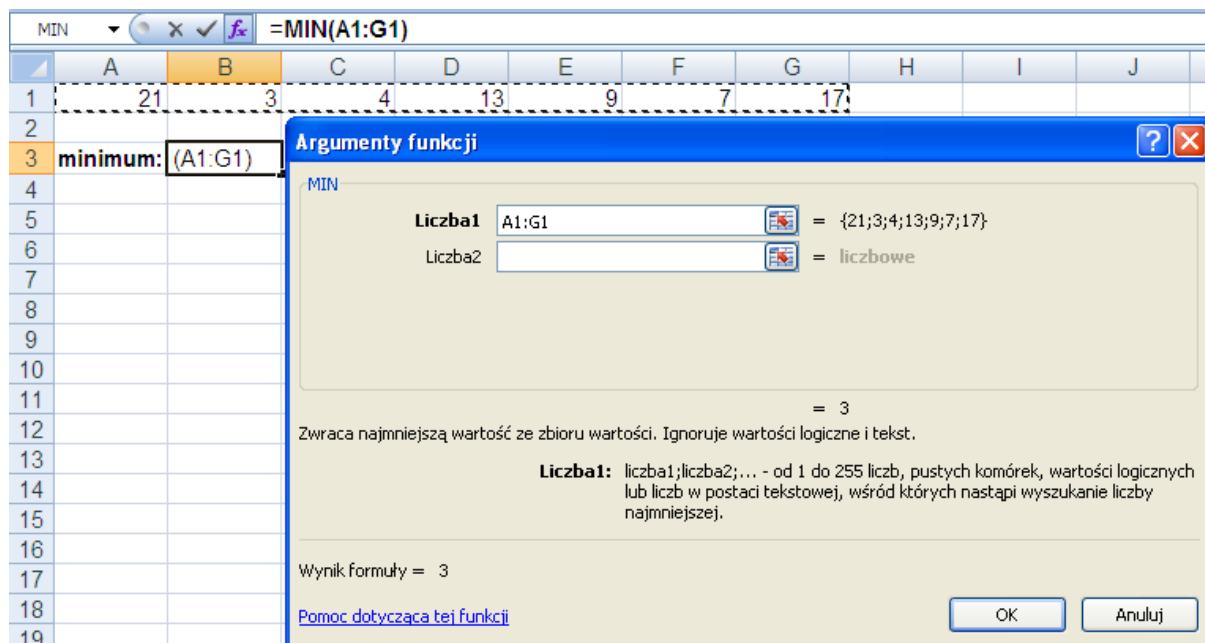 MIN fx =MIN(A1:G1)
A B C D E F G H I J
1 21 3 4 13 9 7 17
2
3 minimum: (A1:G1)
4
5
6
7
8
9
10
11
12
13
14
15
16
17
18
19
Argumenty funkcji ?
MIN
Liczba1 A1:G1 = {21;3;4;13;9;7;17}
Liczba2 = liczbowe
= 3
Zwraca najmniejszą wartość ze zbioru wartości. Ignoruje wartości logiczne i tekst.
Liczba1: liczba1;liczba2;... - od 1 do 255 liczb, pustych komórek, wartości logicznych
lub liczb w postaci tekstowej, wśród których nastąpi wyszukanie liczby
najmniejszej.
Wynik formuły = 3
Pomoc dotycząca tej funkcji OK Anuluj